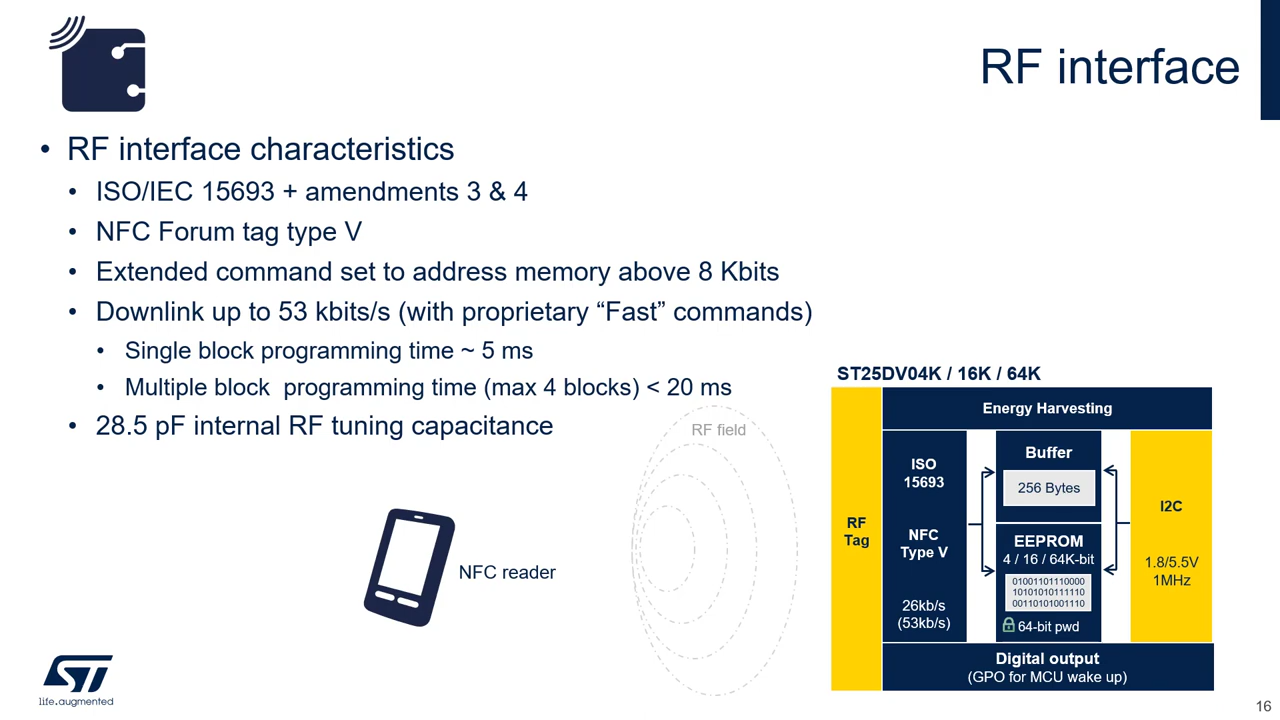 RF interface
• RF interface characteristics
• ISO/IEC 15693 + amendments 3 & 4
• NFC Forum tag type V
• Extended command set to address memory above 8 Kbits
• Downlink up to 53 kbits/s (with proprietary “Fast” commands)
• Single block programming time ~ 5 ms
• Multiple block programming time (max 4 blocks) < 20 ms
• 28.5 pF internal RF tuning capacitance
RF field
NFC reader
ST25DV04K / 16K / 64K
RF
Tag
Energy Harvesting
ISO
15693
NFC
Type V
26kb/s
(53kb/s)
Buffer
256 Bytes
EEPROM
4 / 16 / 64K-bit
01001101110000
10101010111110
00110101001110
64-bit pwd
I2C
1.8/5.5V
1MHz
Digital output
(GPO for MCU wake up)
ST
life.augmented
16